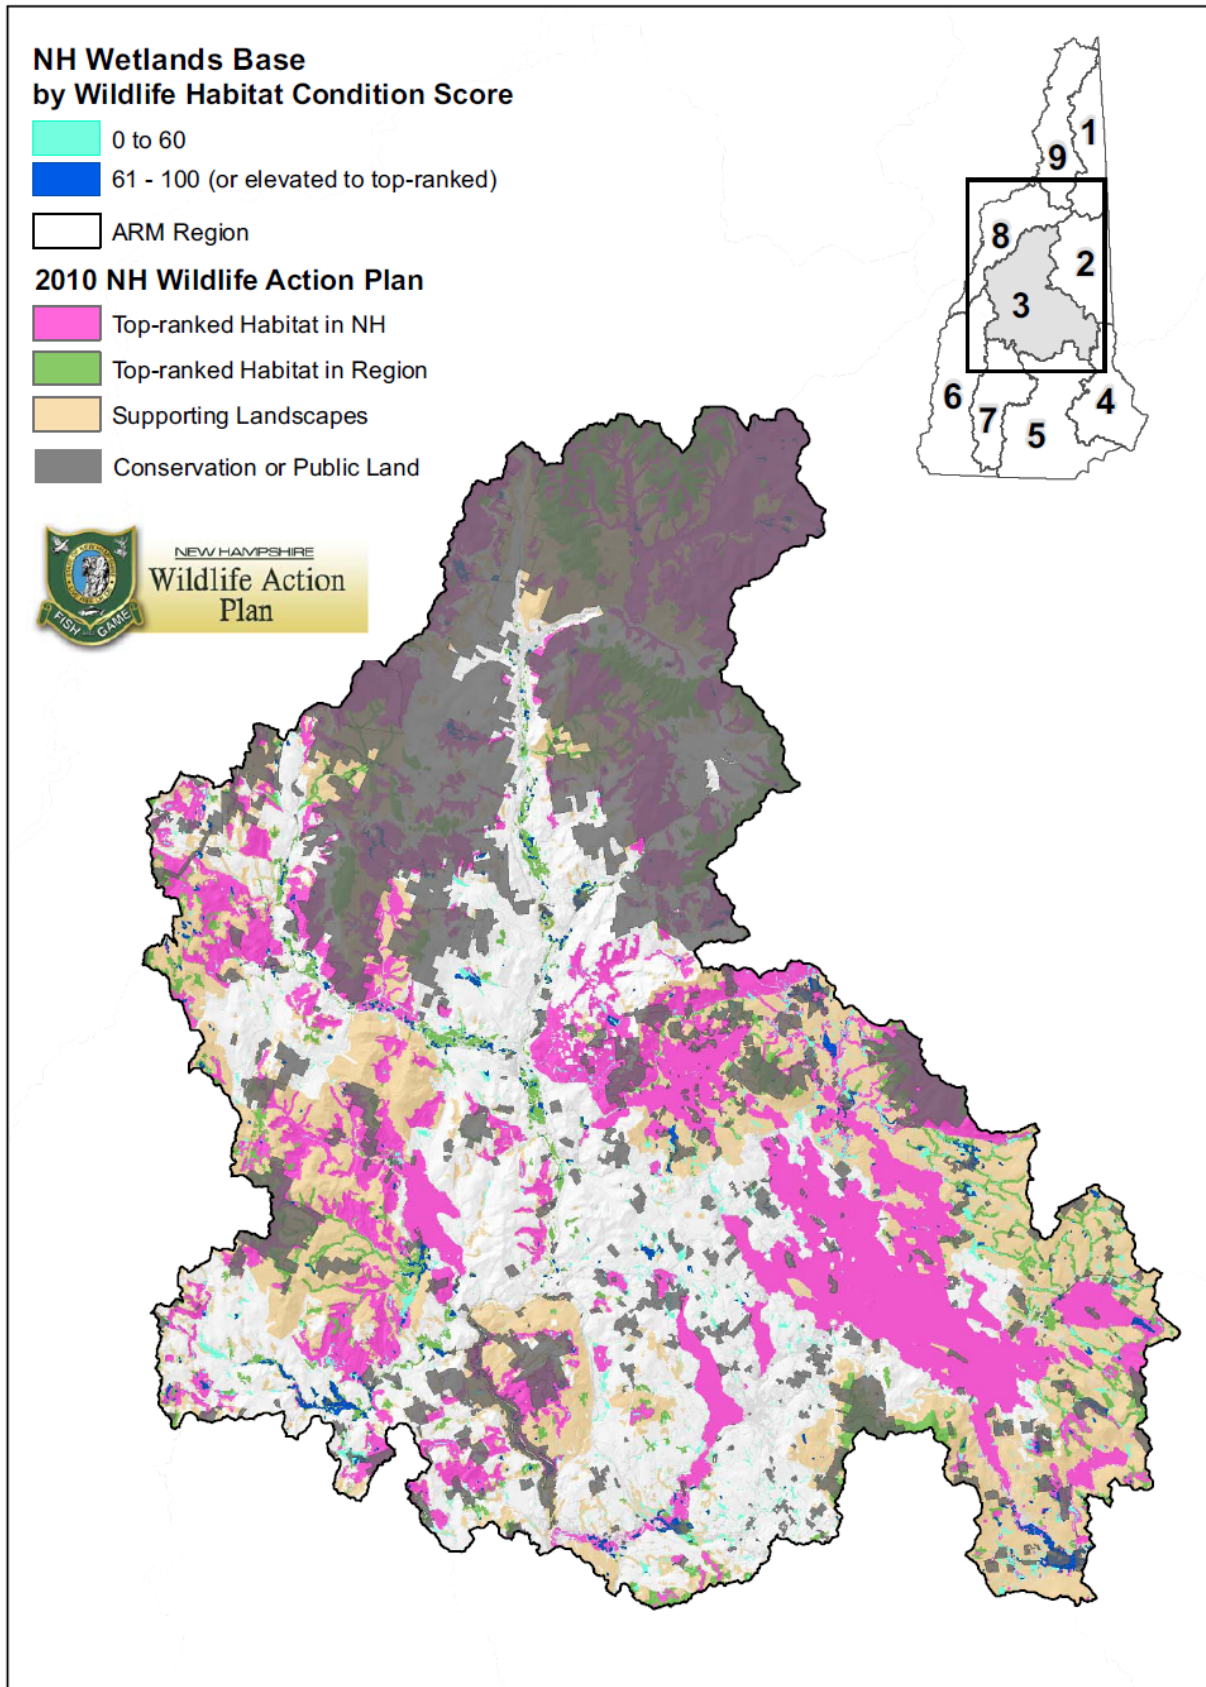 NH Wetlands Base
by Wildlife Habitat Condition Score
0 to 60
61 - 100 (or elevated to top-ranked)
ARM Region
2010 NH Wildlife Action Plan
Top-ranked Habitat in NH
Top-ranked Habitat in Region
Supporting Landscapes
Conservation or Public Land
NEW HAMPSHIRE
Wildlife Action
Plan
FISH AND GAME
1
9
8
2
3
6
7
5
4